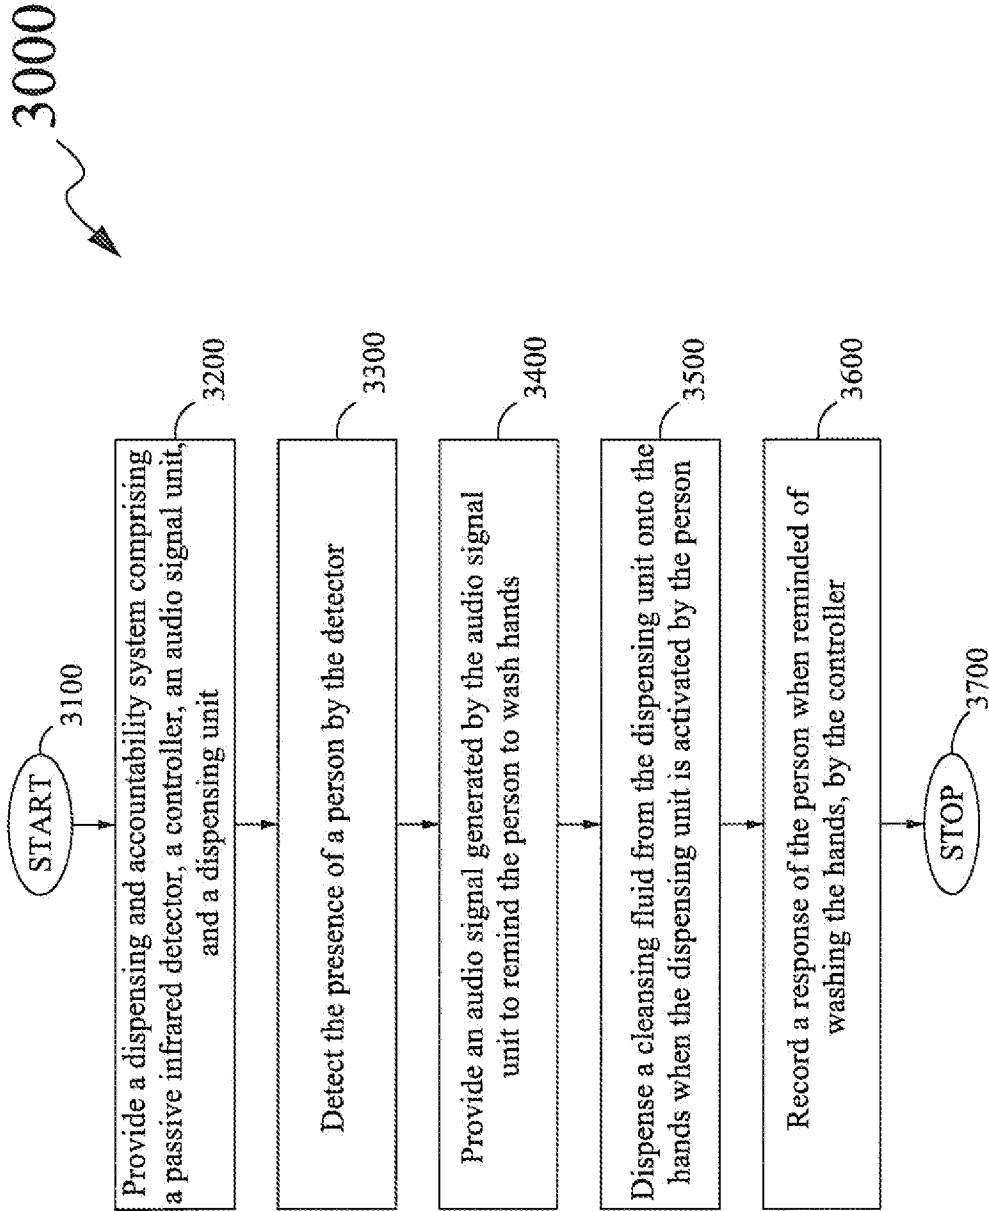 3000
START
3100
Provide a dispensing and accountability system comprising
a passive infrared detector, a controller, an audio signal unit,
and a dispensing unit
3200
Detect the presence of a person by the detector
3300
Provide an audio signal generated by the audio signal
unit to remind the person to wash hands
3400
Dispense a cleansing fluid from the dispensing unit onto the
hands when the dispensing unit is activated by the person
3500
Record a response of the person when reminded of
washing the hands, by the controller
3600
STOP
3700